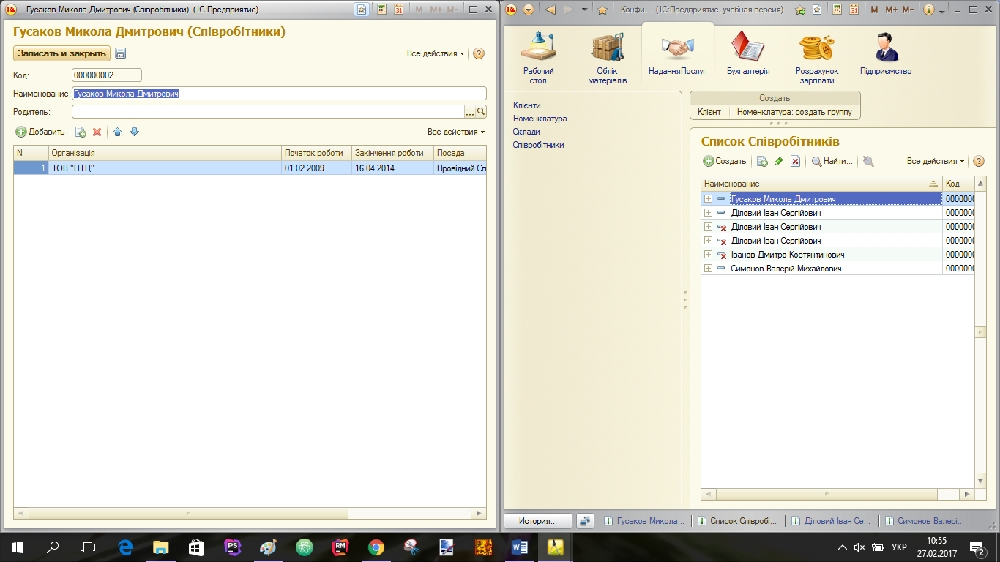 Гусаков Микола Дмитрович (Співробітники) (1С:Предприятие)
M M+ M-
Гусаков Микола Дмитрович (Співробітники)
Записать и закрыть
Все действия
Код: 000000002
Наименование: Гусаков Микола Дмитрович
Родитель:
Добавить
Все действия
N Організація Початок роботи Закінчення роботи Посада
1 ТОВ "НТЦ" 01.02.2009 16.04.2014 Провідний Сп
Конфи... (1С:Предприятие, учебная версия)
M M+ M-
Рабочий стол
Облік матеріалів
НаданняПослуг
Бухгалтерія
Розрахунок зарплати
Підприємство
Клієнти
Номенклатура
Склади
Співробітники
Создать
Клієнт Номенклатура: создать группу
Список Співробітників
Создать Найти... Все действия
Наименование Код
Гусаков Микола Дмитрович 0000000
Діловий Іван Сергійович 0000000
Діловий Іван Сергійович 0000000
Діловий Іван Сергійович 0000000
Іванов Дмитро Костянтинович 0000000
Симонов Валерій Михайлович 0000000
История... Гусаков Микола... Список Співробі... Діловий Іван Се... Симонов Валері...
УКР
10:55
27.02.2017
2